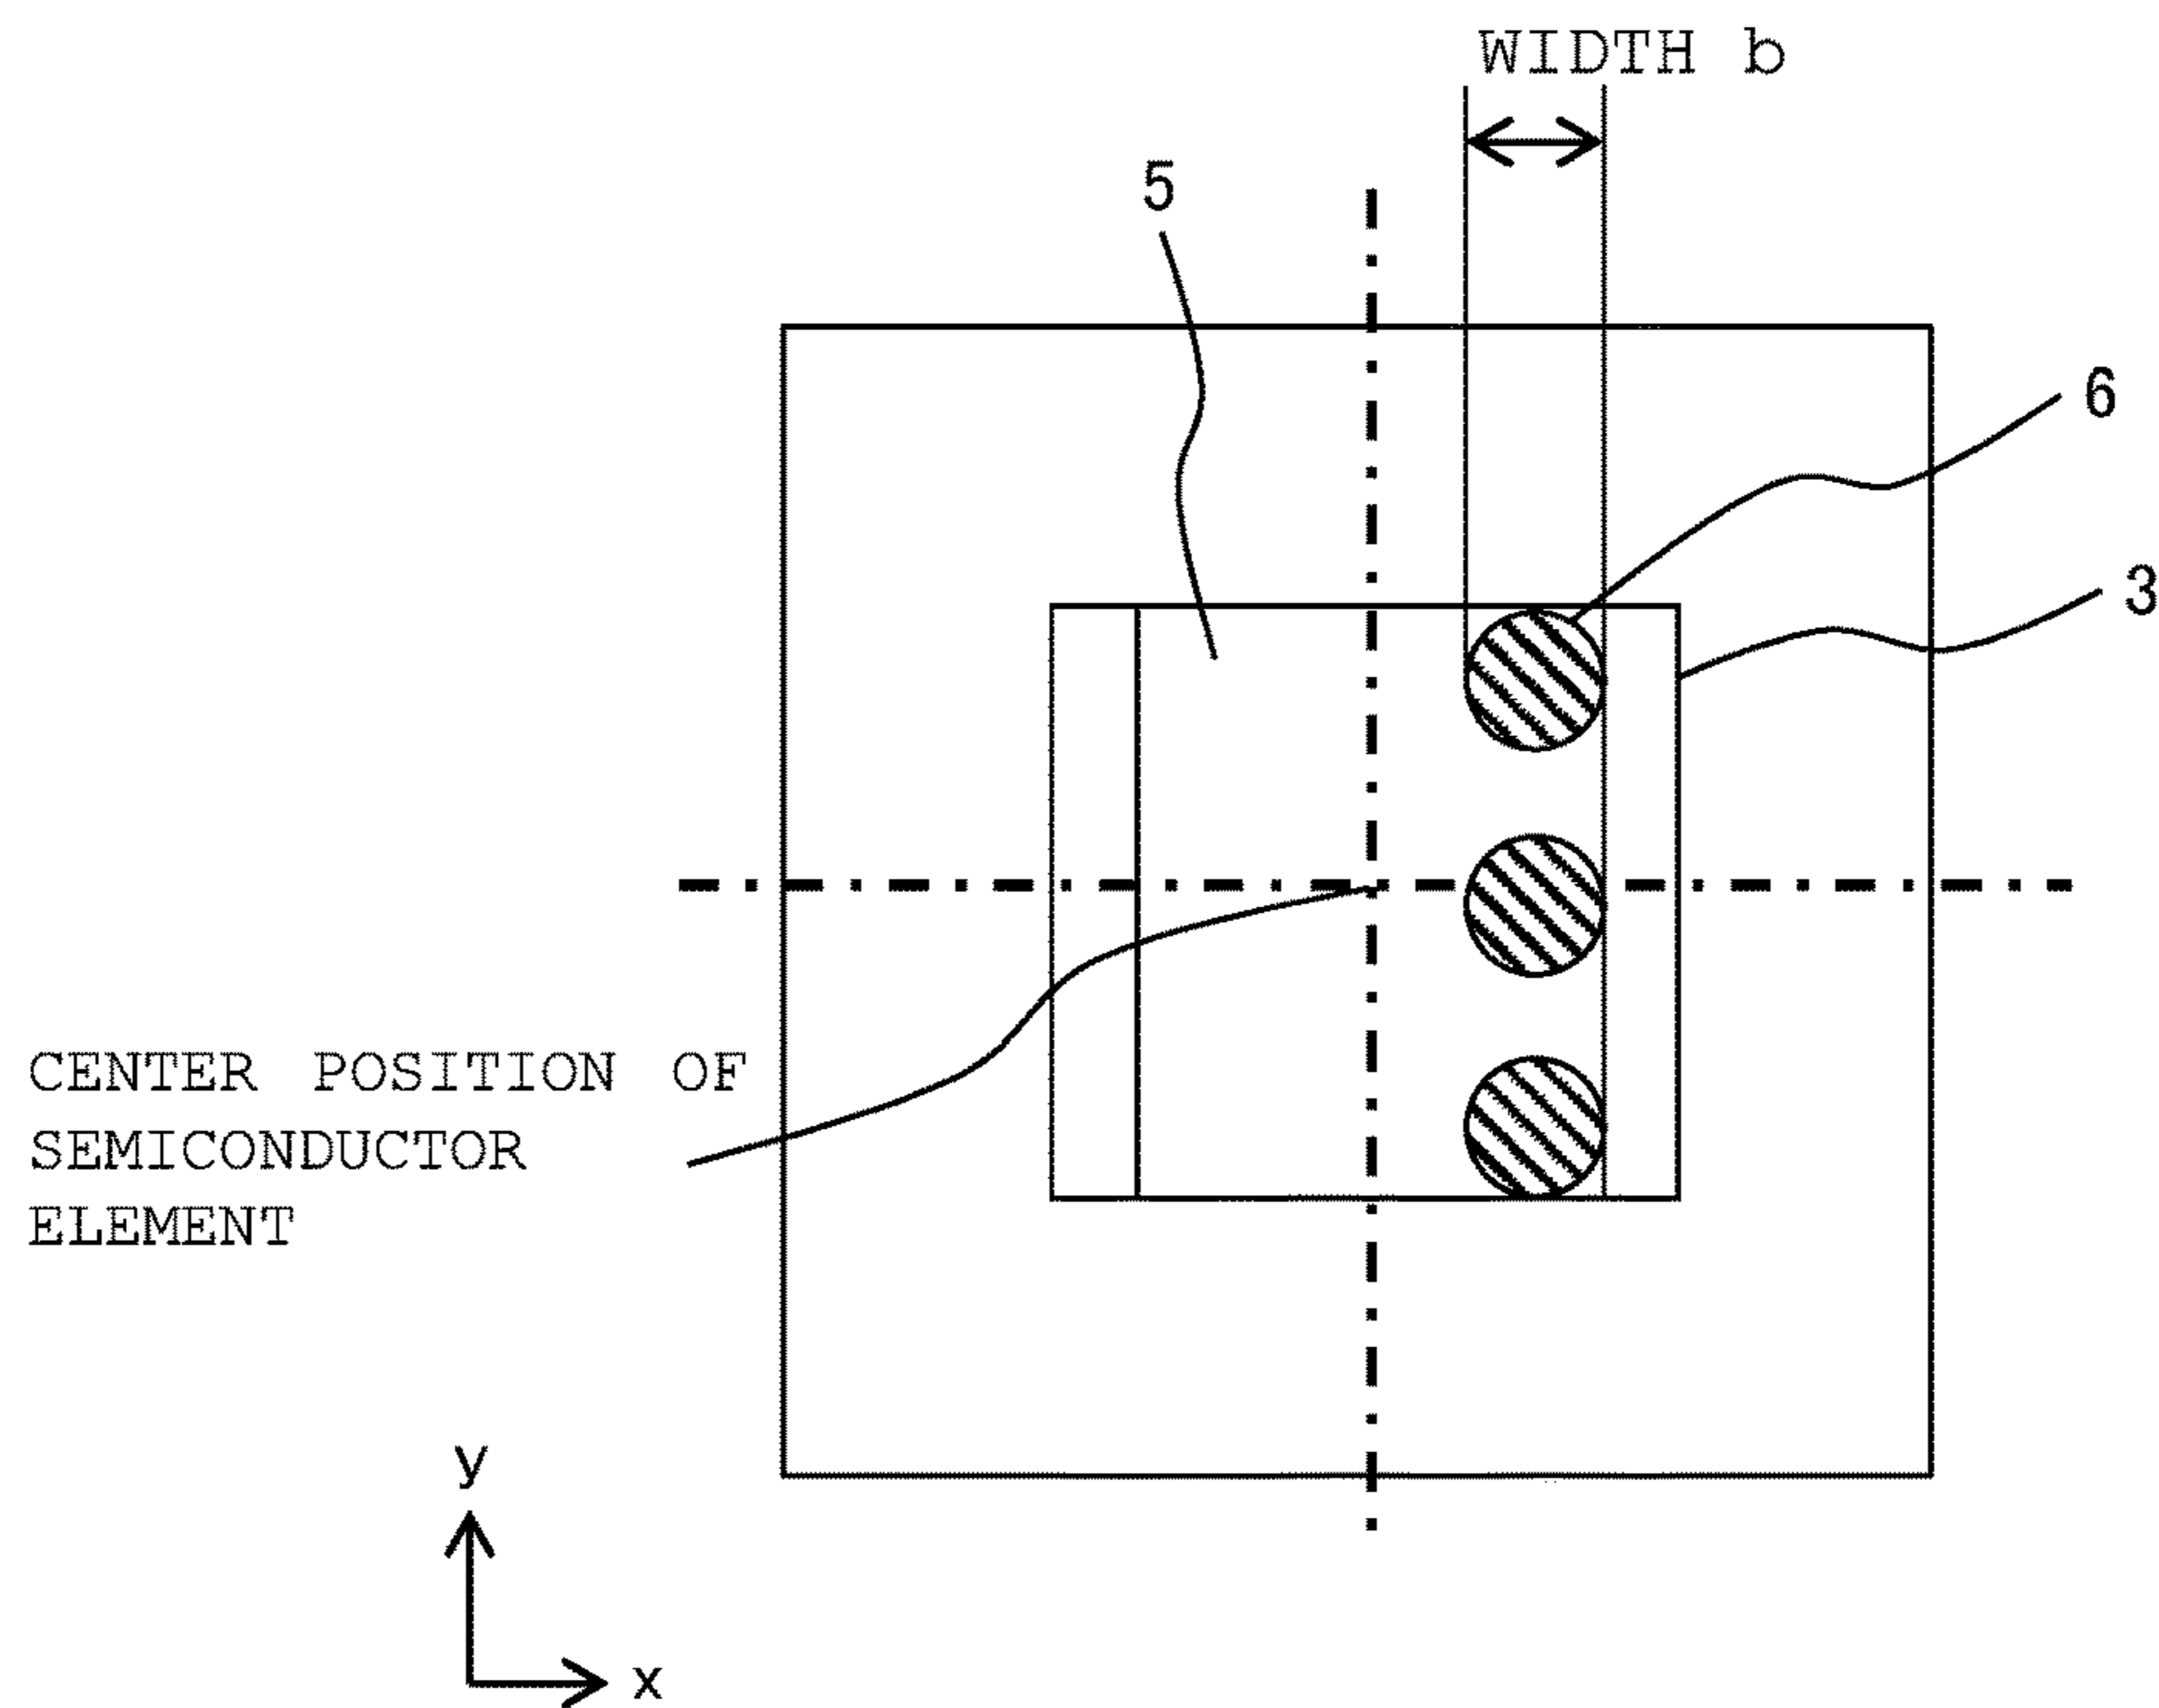 WIDTH b
5
6
3
CENTER POSITION OF
SEMICONDUCTOR
ELEMENT
y
x